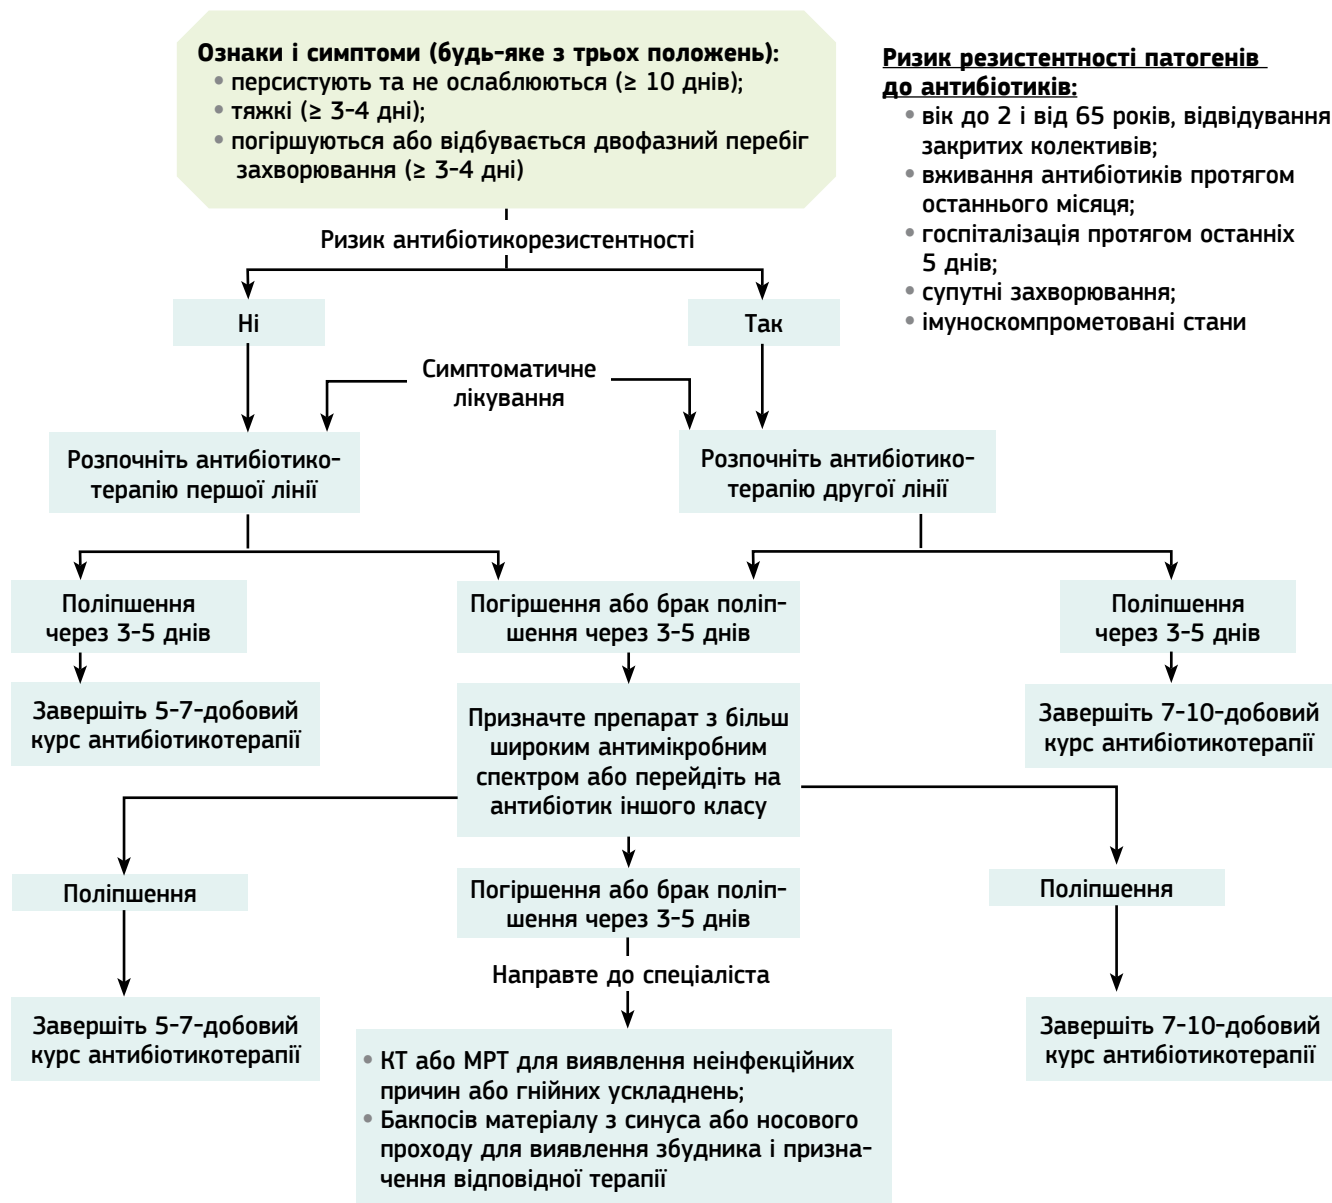 Ознаки і симптоми (будь-яке з трьох положень):
• персистують та не ослаблюються (≥ 10 днів);
• тяжкі (≥ 3-4 дні);
• погіршуються або відбувається двофазний перебіг
захворювання (≥ 3-4 дні)
Ризик резистентності патогенів
до антибіотиків:
• вік до 2 і від 65 років, відвідування
закритих колективів;
• вживання антибіотиків протягом
останнього місяця;
• госпіталізація протягом останніх
5 днів;
• супутні захворювання;
• імуноскомпрометовані стани
Ризик антибіотикорезистентності
Ні
Так
Симптоматичне
лікування
Розпочніть антибіотико-
терапію першої лінії
Розпочніть антибіотико-
терапію другої лінії
Поліпшення
через 3-5 днів
Погіршення або брак поліп-
шення через 3-5 днів
Поліпшення
через 3-5 днів
Завершіть 5-7-добовий
курс антибіотикотерапії
Призначте препарат з більш
широким антимікробним
спектром або перейдіть на
антибіотик іншого класу
Завершіть 7-10-добовий
курс антибіотикотерапії
Поліпшення
Погіршення або брак поліп-
шення через 3-5 днів
Поліпшення
Направте до спеціаліста
Завершіть 5-7-добовий
курс антибіотикотерапії
Завершіть 7-10-добовий
курс антибіотикотерапії
• КТ або МРТ для виявлення неінфекційних
причин або гнійних ускладнень;
• Бакпосів матеріалу з синуса або носового
проходу для виявлення збудника і призна-
чення відповідної терапії